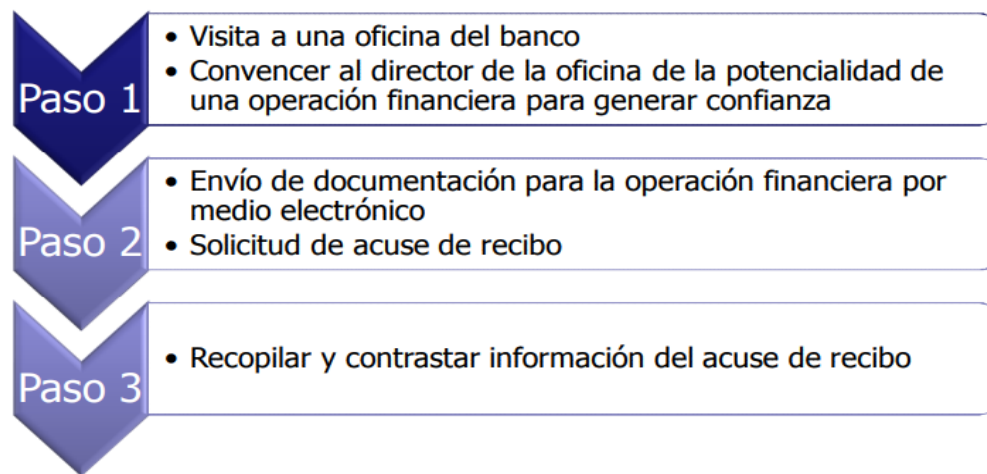 Paso 1
• Visita a una oficina del banco
• Convencer al director de la oficina de la potencialidad de
una operación financiera para generar confianza
Paso 2
• Envío de documentación para la operación financiera por
medio electrónico
• Solicitud de acuse de recibo
Paso 3
• Recopilar y contrastar información del acuse de recibo